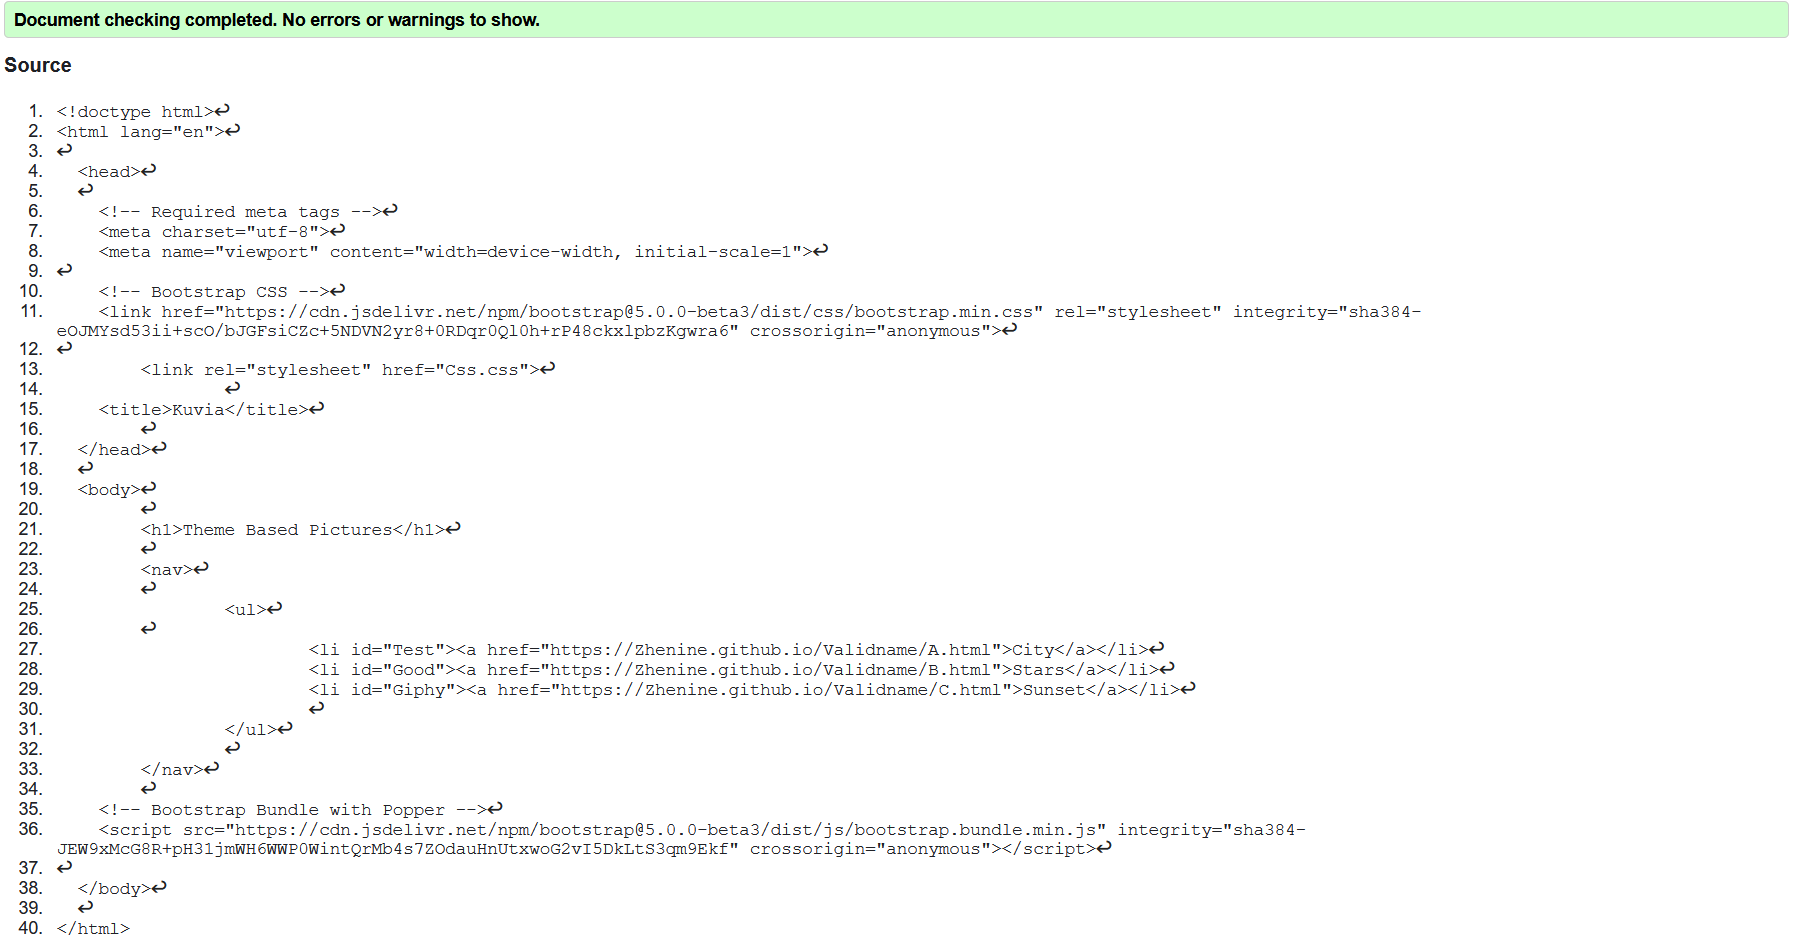 Document checking completed. No errors or warnings to show.
Source
1. <!doctype html>↩
2. <html lang="en">↩
3. ↩
4.   <head>↩
5.   ↩
6.     <!-- Required meta tags -->↩
7.     <meta charset="utf-8">↩
8.     <meta name="viewport" content="width=device-width, initial-scale=1">↩
9. ↩
10.     <!-- Bootstrap CSS -->↩
11.     <link href="https://cdn.jsdelivr.net/npm/bootstrap@5.0.0-beta3/dist/css/bootstrap.min.css" rel="stylesheet" integrity="sha384-
eOJMYsd53ii+scO/bJGFsiCZc+5NDVN2yr8+0RDqr0Ql0h+rP48ckxlpbzKgwra6" crossorigin="anonymous">↩
12. ↩
13.         <link rel="stylesheet" href="Css.css">↩
14.                 ↩
15.     <title>Kuvia</title>↩
16.         ↩
17.   </head>↩
18.   ↩
19.   <body>↩
20.         ↩
21.         <h1>Theme Based Pictures</h1>↩
22.         ↩
23.         <nav>↩
24.         ↩
25.                 <ul>↩
26.         ↩
27.                         <li id="Test"><a href="https://Zhenine.github.io/Validname/A.html">City</a></li>↩
28.                         <li id="Good"><a href="https://Zhenine.github.io/Validname/B.html">Stars</a></li>↩
29.                         <li id="Giphy"><a href="https://Zhenine.github.io/Validname/C.html">Sunset</a></li>↩
30.                         ↩
31.                 </ul>↩
32.                 ↩
33.         </nav>↩
34.         ↩
35.     <!-- Bootstrap Bundle with Popper -->↩
36.     <script src="https://cdn.jsdelivr.net/npm/bootstrap@5.0.0-beta3/dist/js/bootstrap.bundle.min.js" integrity="sha384-
JEW9xMcG8R+pH31jmWH6WWP0WintQrMb4s7ZOdauHnUtxwoG2vI5DkLtS3qm9Ekf" crossorigin="anonymous"></script>↩
37. ↩
38.   </body>↩
39.   ↩
40. </html>